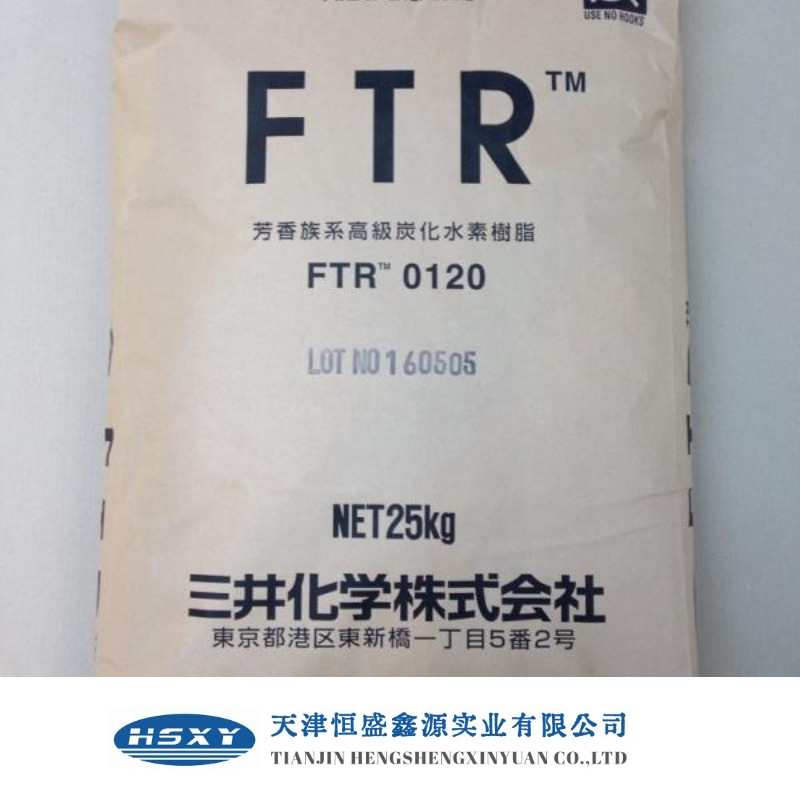 USE NO HOOKS
FTR™
芳香族系高級炭化水素樹脂
FTR™ 0120
LOT NO 160505
NET25kg
三井化学株式会社
東京都港区東新橋一丁目5番2号
HSXY
天津恒盛鑫源实业有限公司
TIANJIN HENGSHENGXINYUAN CO.,LTD